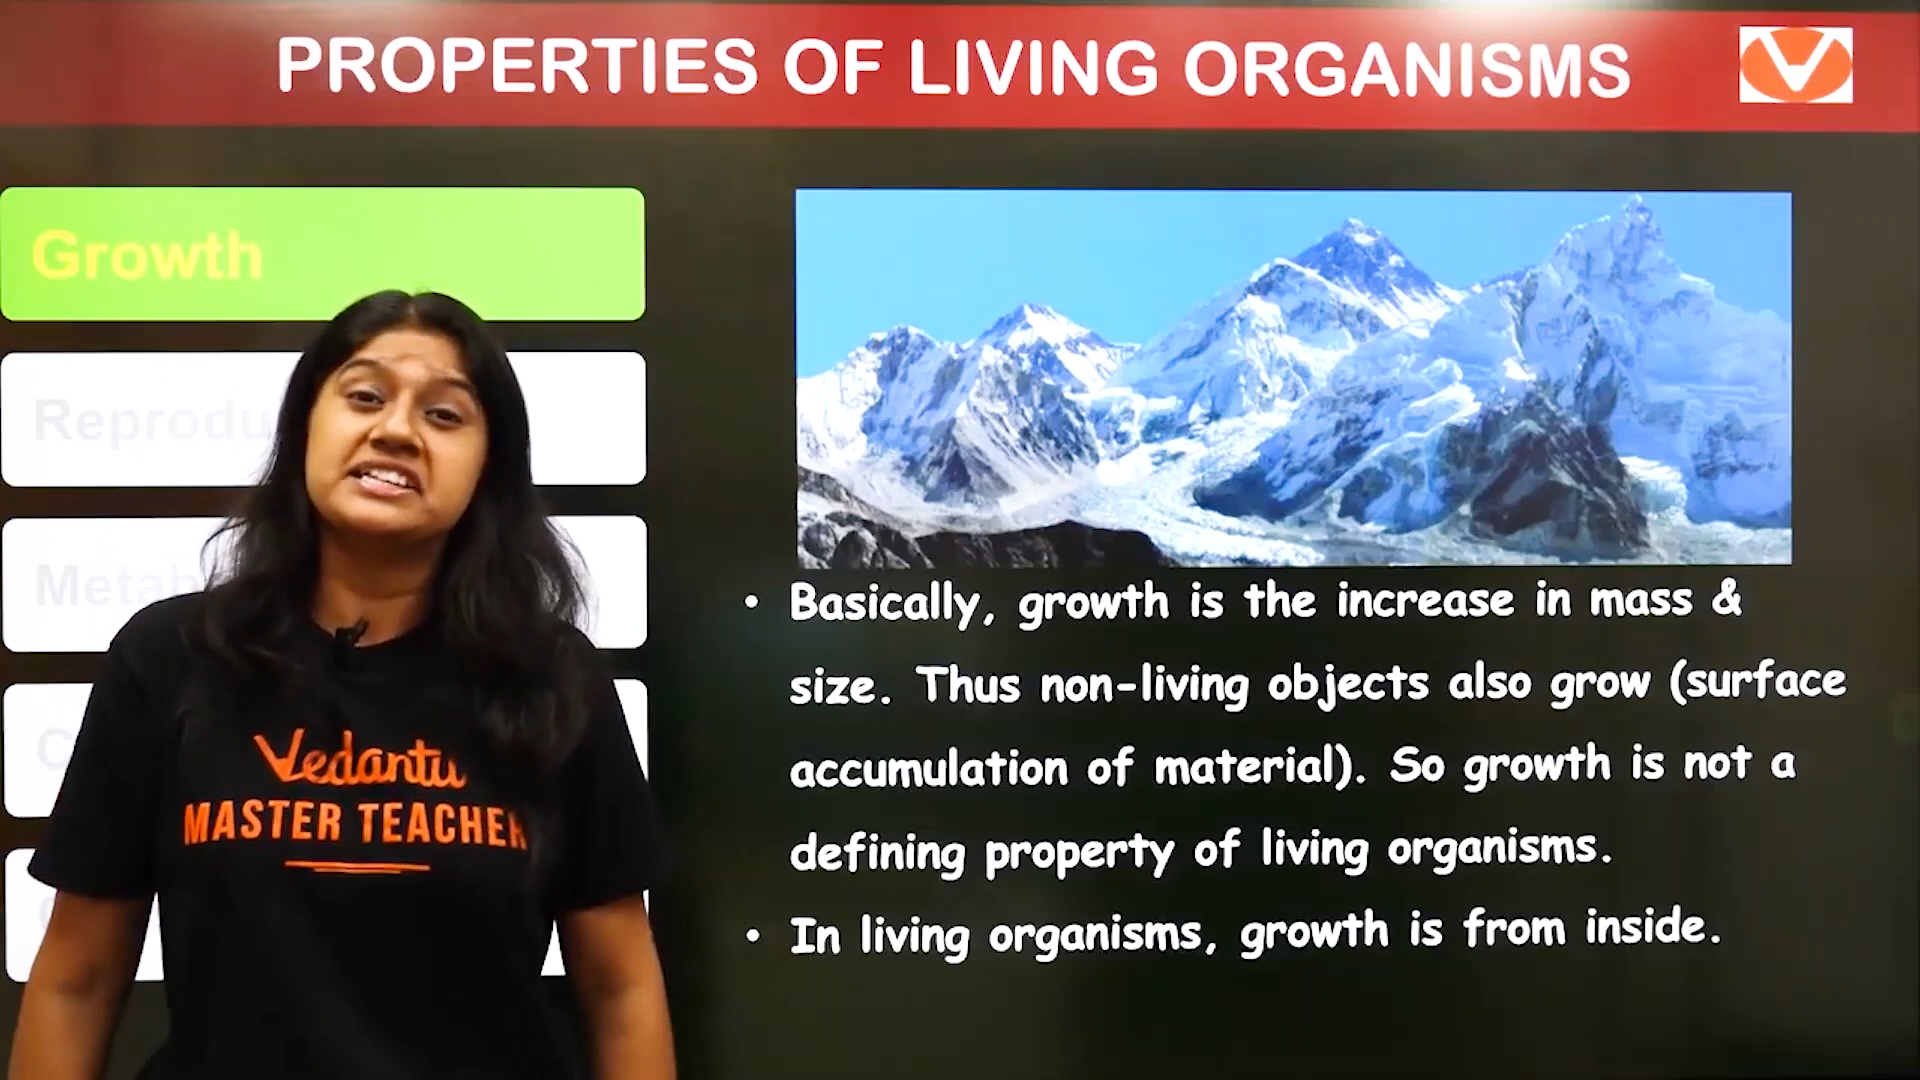 PROPERTIES OF LIVING ORGANISMS
Growth
Vedantu
MASTER TEACHER
• Basically, growth is the increase in mass &
size. Thus non-living objects also grow (surface
accumulation of material). So growth is not a
defining property of living organisms.
• In living organisms, growth is from inside.